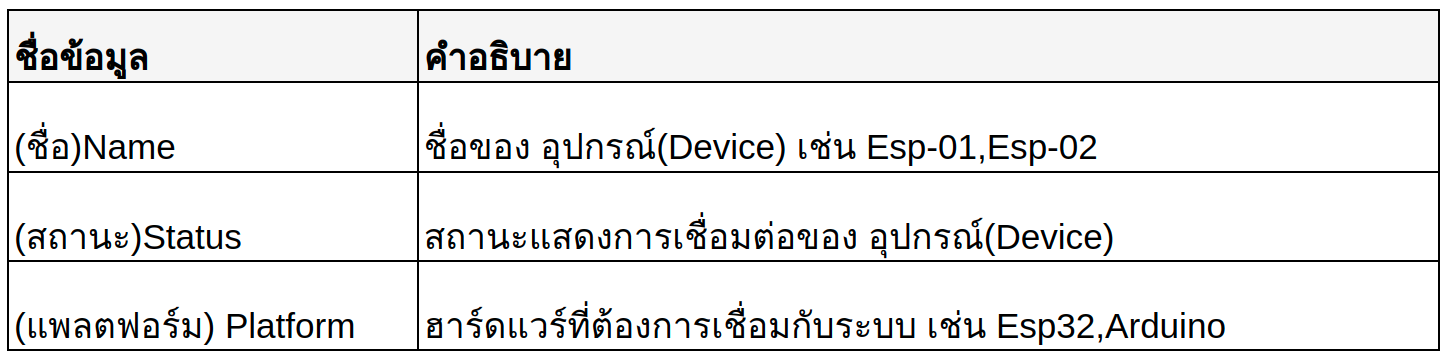 ชื่อข้อมูล คำอธิบาย
(ชื่อ)Name ชื่อของ อุปกรณ์(Device) เช่น Esp-01,Esp-02
(สถานะ)Status สถานะแสดงการเชื่อมต่อของ อุปกรณ์(Device)
(แพลตฟอร์ม) Platform ฮาร์ดแวร์ที่ต้องการเชื่อมกับระบบ เช่น Esp32,Arduino